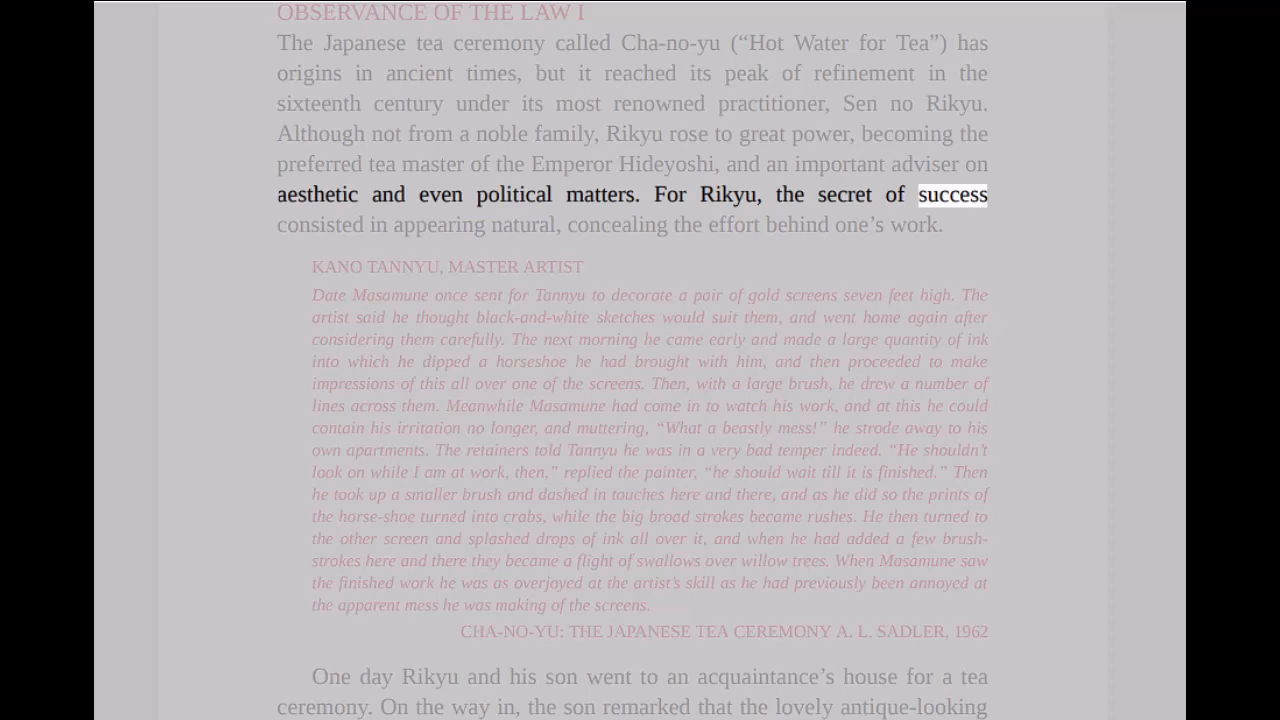 OBSERVANCE OF THE LAW I
The Japanese tea ceremony called Cha-no-yu (“Hot Water for Tea”) has
origins in ancient times, but it reached its peak of refinement in the
sixteenth century under its most renowned practitioner, Sen no Rikyu.
Although not from a noble family, Rikyu rose to great power, becoming the
preferred tea master of the Emperor Hideyoshi, and an important adviser on
aesthetic and even political matters. For Rikyu, the secret of success
consisted in appearing natural, concealing the effort behind one’s work.
KANO TANNYU, MASTER ARTIST
Date Masamune once sent for Tannyu to decorate a pair of gold screens seven feet high. The
artist said he thought black-and-white sketches would suit them, and went home again after
considering them carefully. The next morning he came early and made a large quantity of ink
into which he dipped a horseshoe he had brought with him, and then proceeded to make
impressions of this all over one of the screens. Then, with a large brush, he drew a number of
lines across them. Meanwhile Masamune had come in to watch his work, and at this he could
contain his irritation no longer, and muttering, “What a beastly mess!” he strode away to his
own apartments. The retainers told Tannyu he was in a very bad temper indeed. “He shouldn’t
look on while I am at work, then,” replied the painter, “he should wait till it is finished.” Then
he took up a smaller brush and dashed in touches here and there, and as he did so the prints of
the horse-shoe turned into crabs, while the big broad strokes became rushes. He then turned to
the other screen and splashed drops of ink all over it, and when he had added a few brush-
strokes here and there they became a flight of swallows over willow trees. When Masamune saw
the finished work he was as overjoyed at the artist’s skill as he had previously been annoyed at
the apparent mess he was making of the screens.
CHA-NO-YU: THE JAPANESE TEA CEREMONY A. L. SADLER, 1962
One day Rikyu and his son went to an acquaintance’s house for a tea
ceremony. On the way in, the son remarked that the lovely antique-looking